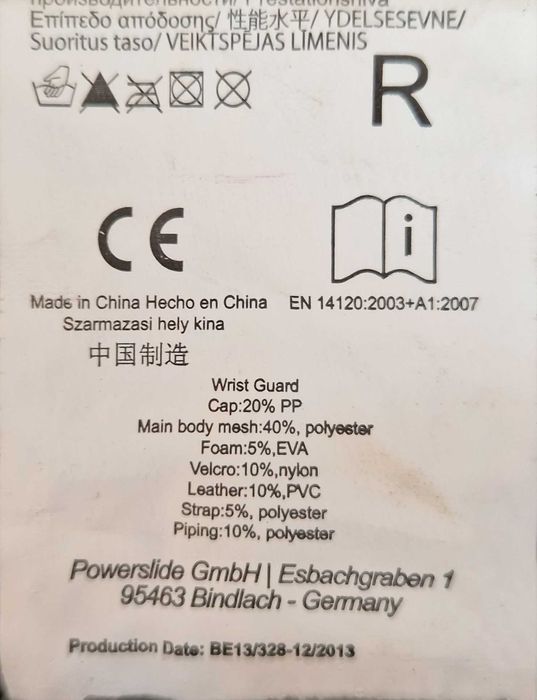 производительности/ Prestationsnivå
Επίπεδο απόδοσης/ 性能水平/ YDELSESEVNE/
Suoritus taso/ VEIKTSPĖJAS LĪMENIS
R
CE
i
Made in China Hecho en China EN 14120:2003+A1:2007
Szarmazasi hely kina
中国制造
Wrist Guard
Cap:20% PP
Main body mesh:40%, polyester
Foam:5%,EVA
Velcro:10%,nylon
Leather:10%,PVC
Strap:5%, polyester
Piping:10%, polyester
Powerslide GmbH | Esbachgraben 1
95463 Bindlach - Germany
Production Date: BE13/328-12/2013